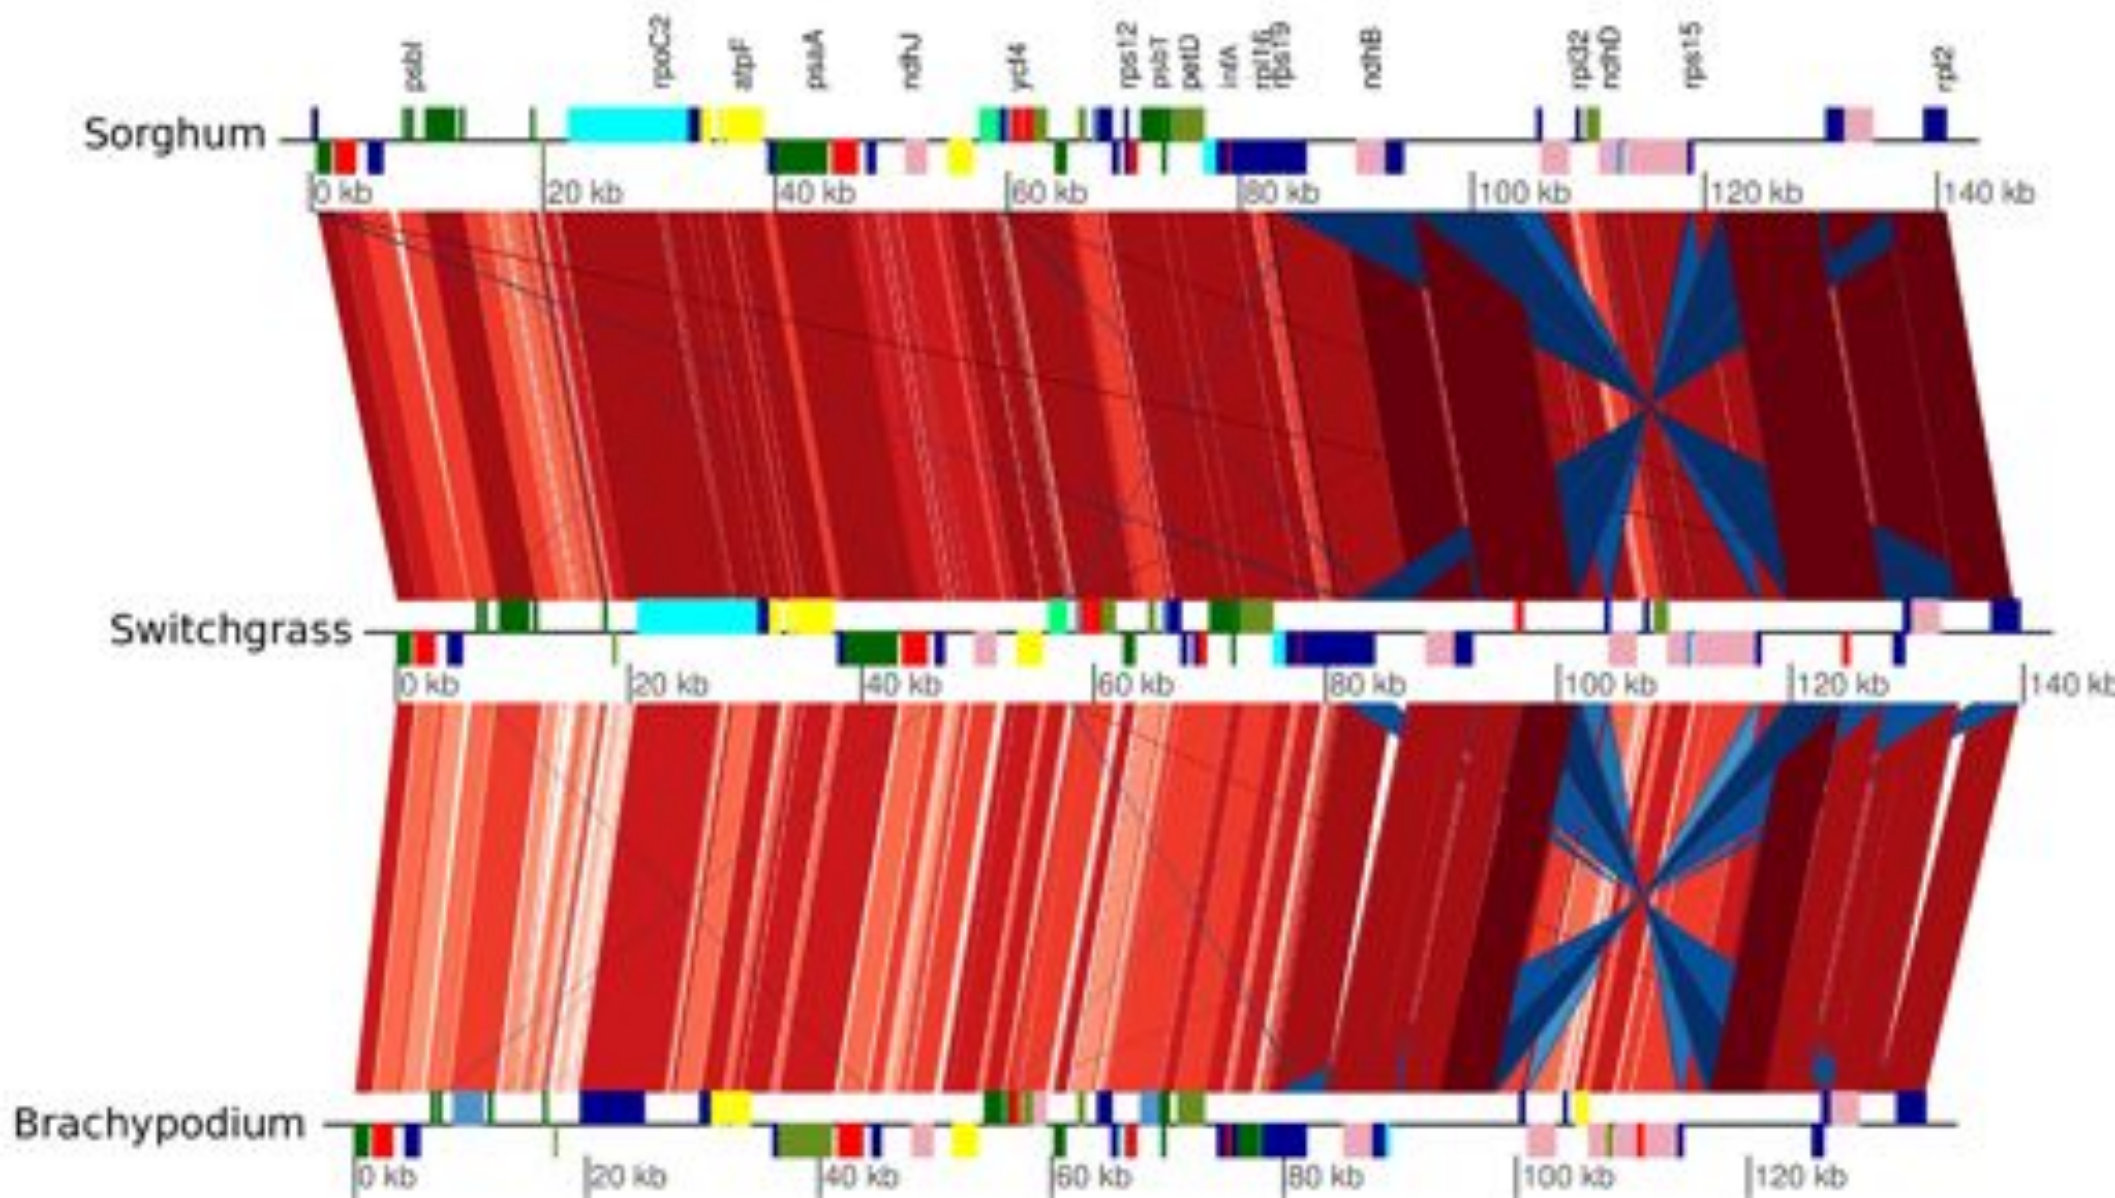 psbI rpoC2 atpF psaA ndhJ ycf4 rps12 psbT petD infA rpl16 rps19 ndhB rpl32 ndhD rps15 rpl2
Sorghum
0 kb 20 kb 40 kb 60 kb 80 kb 100 kb 120 kb 140 kb
Switchgrass
0 kb 20 kb 40 kb 60 kb 80 kb 100 kb 120 kb 140 kb
Brachypodium
0 kb 20 kb 40 kb 60 kb 80 kb 100 kb 120 kb